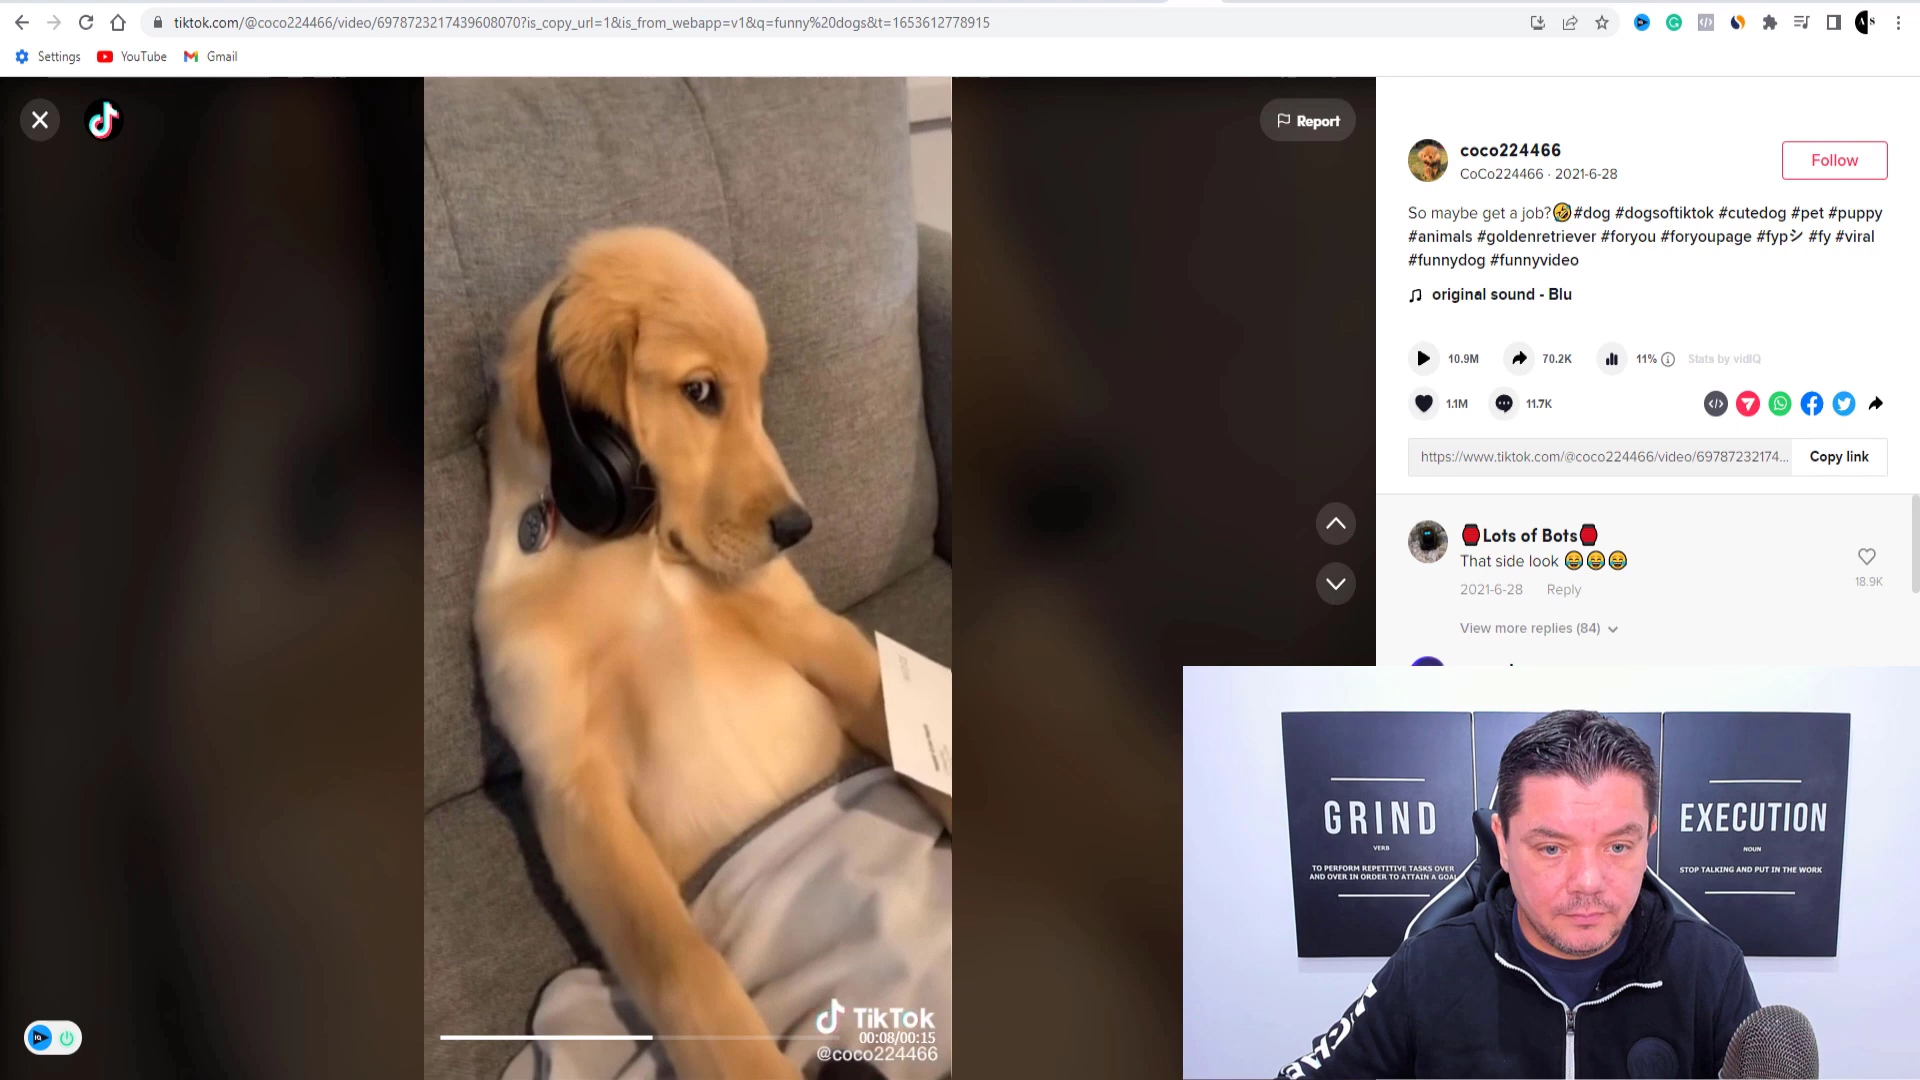 tiktok.com/@coco224466/video/6978723217439608070?is_copy_url=1&is_from_webapp=v1&q=funny%20dogs&t=1653612778915
Settings
YouTube
Gmail
Report
coco224466
CoCo224466 · 2021-6-28
Follow
So maybe get a job?🤣#dog #dogsoftiktok #cutedog #pet #puppy
#animals #goldenretriever #foryou #foryoupage #fypシ #fy #viral
#funnydog #funnyvideo
original sound - Blu
10.9M
70.2K
11%
Stats by vidIQ
1.1M
11.7K
https://www.tiktok.com/@coco224466/video/69787232174...
Copy link
Lots of Bots
That side look 😂😂😂
2021-6-28
Reply
18.9K
View more replies (84)
TikTok
00:08/00:15
@coco224466
GRIND
VERB
TO PERFORM REPETITIVE TASKS OVER
AND OVER IN ORDER TO ATTAIN A GOAL
EXECUTION
NOUN
STOP TALKING AND PUT IN THE WORK